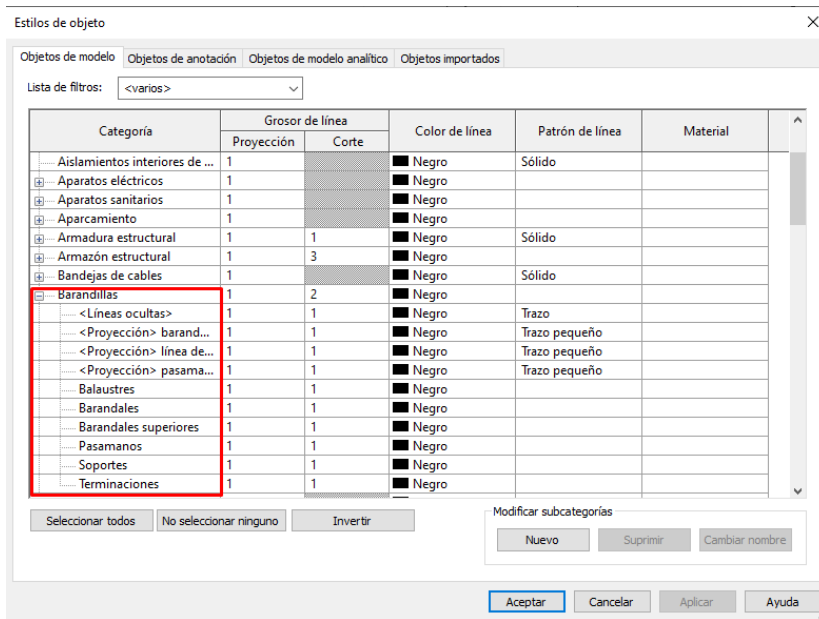 Estilos de objeto
Objetos de modelo Objetos de anotación Objetos de modelo analítico Objetos importados
Lista de filtros: <varios>
Categoría Grosor de línea Color de línea Patrón de línea Material
Proyección Corte
Aislamientos interiores de ... 1 Negro Sólido
Aparatos eléctricos 1 Negro
Aparatos sanitarios 1 Negro
Aparcamiento 1 Negro
Armadura estructural 1 1 Negro Sólido
Armazón estructural 1 3 Negro
Bandejas de cables 1 Negro Sólido
Barandillas 1 2 Negro
<Líneas ocultas> 1 1 Negro Trazo
<Proyección> barand... 1 1 Negro Trazo pequeño
<Proyección> línea de... 1 1 Negro Trazo pequeño
<Proyección> pasama... 1 1 Negro Trazo pequeño
Balaustres 1 1 Negro
Barandales 1 1 Negro
Barandales superiores 1 1 Negro
Pasamanos 1 1 Negro
Soportes 1 1 Negro
Terminaciones 1 1 Negro
Seleccionar todos No seleccionar ninguno Invertir
Modificar subcategorías
Nuevo Suprimir Cambiar nombre
Aceptar Cancelar Aplicar Ayuda